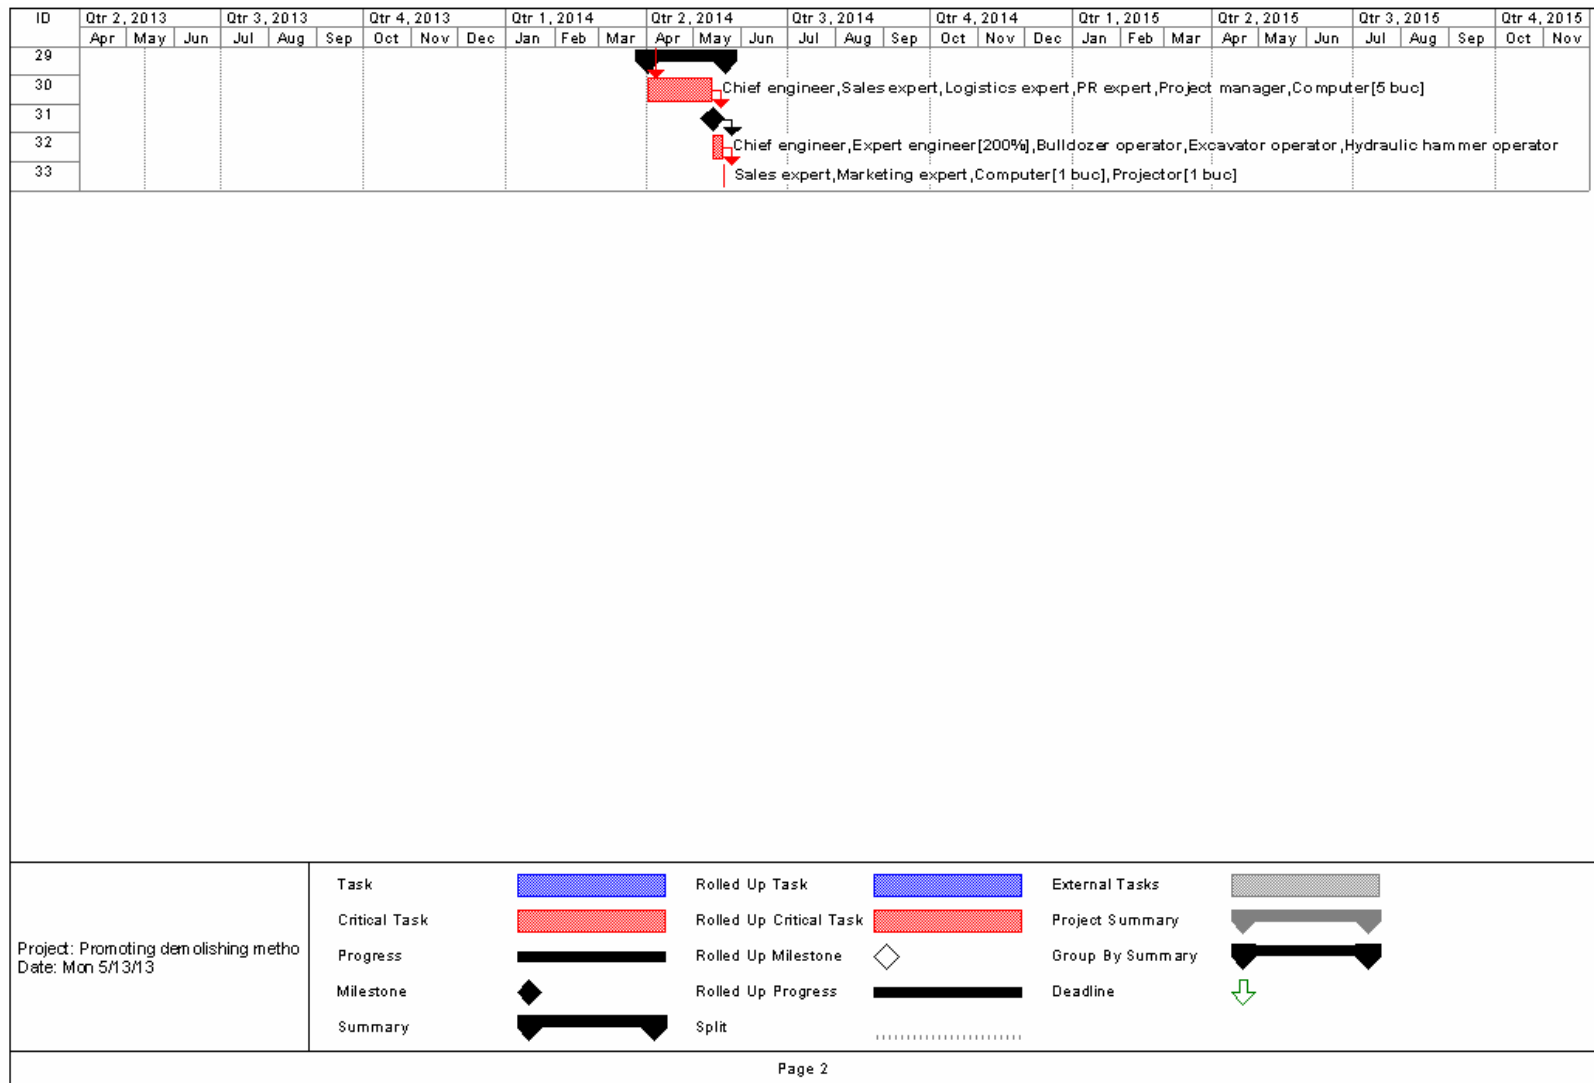 ID Qtr 2, 2013 Qtr 3, 2013 Qtr 4, 2013 Qtr 1, 2014 Qtr 2, 2014 Qtr 3, 2014 Qtr 4, 2014 Qtr 1, 2015 Qtr 2, 2015 Qtr 3, 2015 Qtr 4, 2015
Apr May Jun Jul Aug Sep Oct Nov Dec Jan Feb Mar Apr May Jun Jul Aug Sep Oct Nov Dec Jan Feb Mar Apr May Jun Jul Aug Sep Oct Nov
29
30 Chief engineer,Sales expert,Logistics expert,PR expert,Project manager,Computer[5 buc]
31
32 Chief engineer,Expert engineer[200%],Bulldozer operator,Excavator operator,Hydraulic hammer operator
33 Sales expert,Marketing expert,Computer[1 buc],Projector[1 buc]
Project: Promoting demolishing metho
Date: Mon 5/13/13
Task Rolled Up Task External Tasks
Critical Task Rolled Up Critical Task Project Summary
Progress Rolled Up Milestone Group By Summary
Milestone Rolled Up Progress Deadline
Summary Split
Page 2